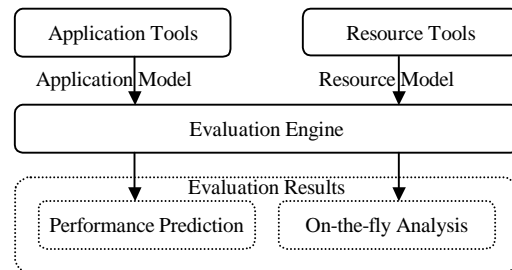 Application Tools
Resource Tools
Application Model
Resource Model
Evaluation Engine
Evaluation Results
Performance Prediction
On-the-fly Analysis